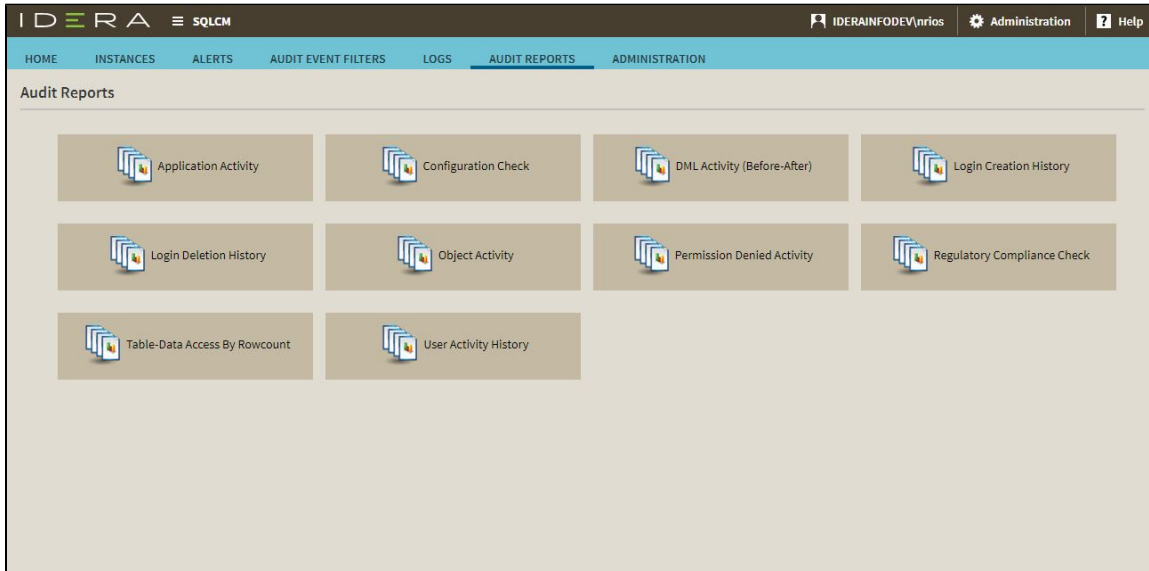 IDERA SQLCM IDERAINFODEV\nrios Administration ? Help
HOME INSTANCES ALERTS AUDIT EVENT FILTERS LOGS AUDIT REPORTS ADMINISTRATION
Audit Reports
Application Activity Configuration Check DML Activity (Before-After) Login Creation History
Login Deletion History Object Activity Permission Denied Activity Regulatory Compliance Check
Table-Data Access By Rowcount User Activity History